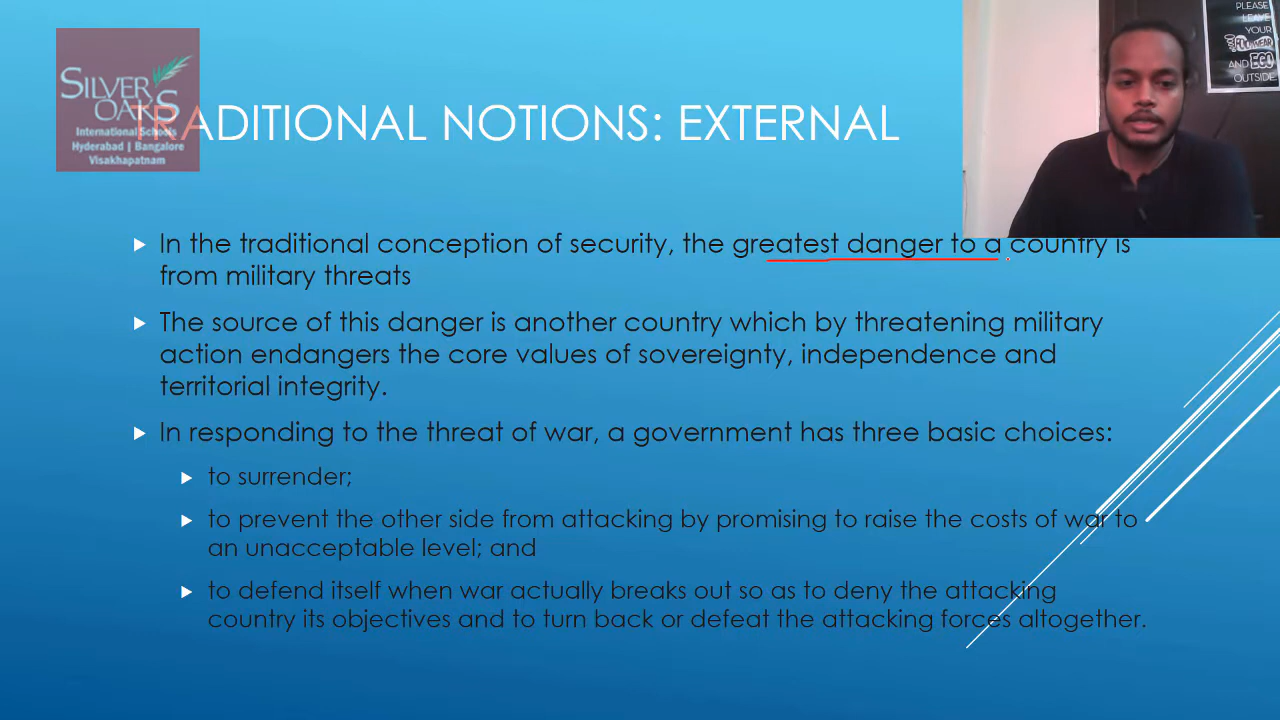 SILVER
OAKS
International Schools
Hyderabad | Bangalore
Visakhapatnam
TRADITIONAL NOTIONS: EXTERNAL
PLEASE
LEAVE
YOUR
FOOTWEAR
AND EGO
OUTSIDE
In the traditional conception of security, the greatest danger to a country is
from military threats
The source of this danger is another country which by threatening military
action endangers the core values of sovereignty, independence and
territorial integrity.
In responding to the threat of war, a government has three basic choices:
to surrender;
to prevent the other side from attacking by promising to raise the costs of war to
an unacceptable level; and
to defend itself when war actually breaks out so as to deny the attacking
country its objectives and to turn back or defeat the attacking forces altogether.